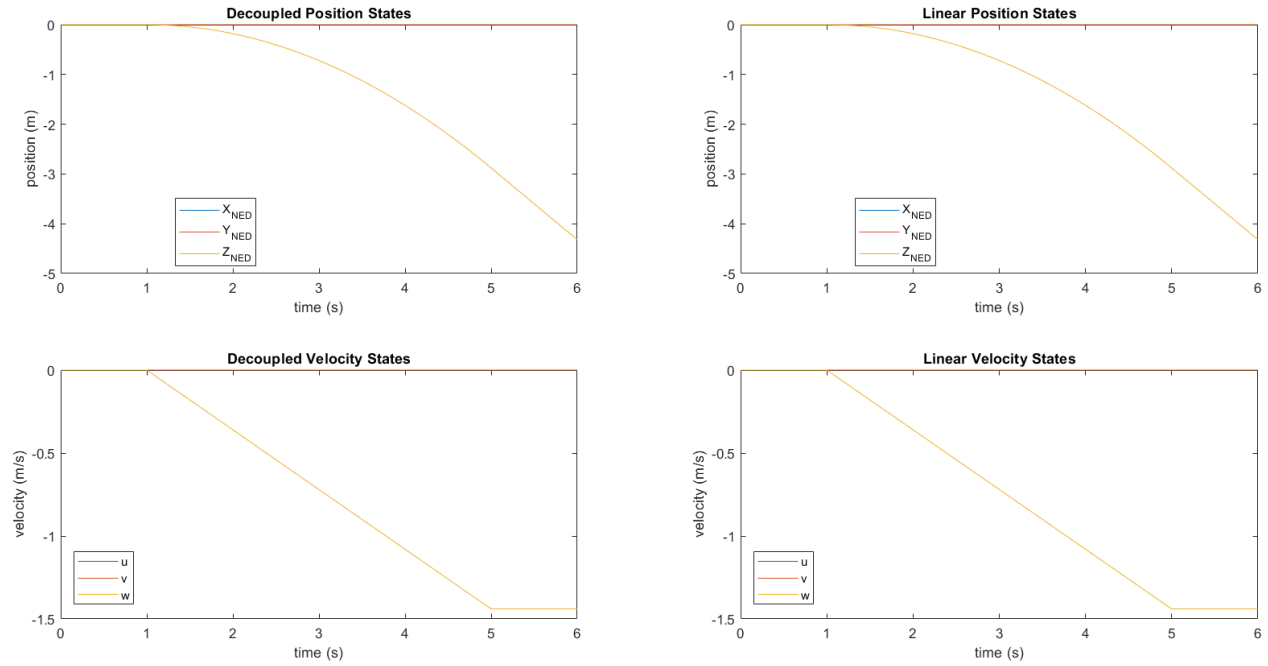 Decoupled Position States
0
-1
-2
-3
-4
-5
position (m)
X_NED
Y_NED
Z_NED
0 1 2 3 4 5 6
time (s)
Linear Position States
0
-1
-2
-3
-4
-5
position (m)
X_NED
Y_NED
Z_NED
0 1 2 3 4 5 6
time (s)
Decoupled Velocity States
0
-0.5
-1
-1.5
velocity (m/s)
u
v
w
0 1 2 3 4 5 6
time (s)
Linear Velocity States
0
-0.5
-1
-1.5
velocity (m/s)
u
v
w
0 1 2 3 4 5 6
time (s)